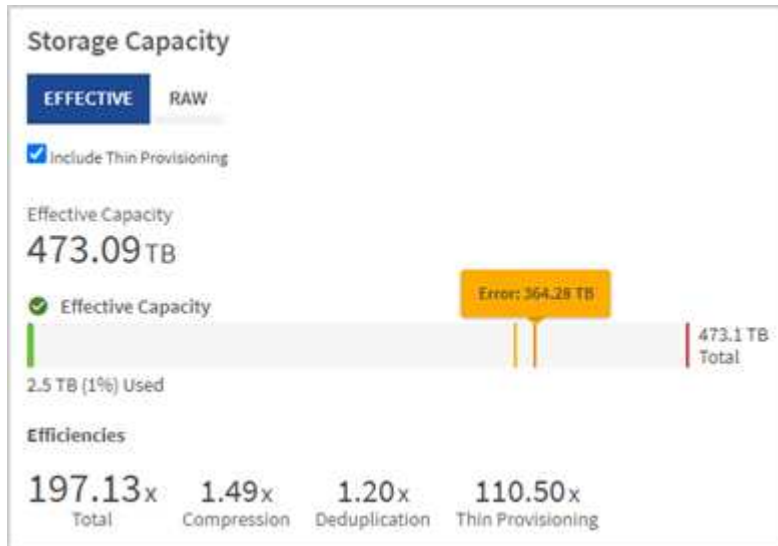 Storage Capacity
EFFECTIVE RAW
Include Thin Provisioning
Effective Capacity
473.09 TB
Error: 364.28 TB
Effective Capacity
473.1 TB
Total
2.5 TB (1%) Used
Efficiencies
197.13x 1.49x 1.20x 110.50x
Total Compression Deduplication Thin Provisioning